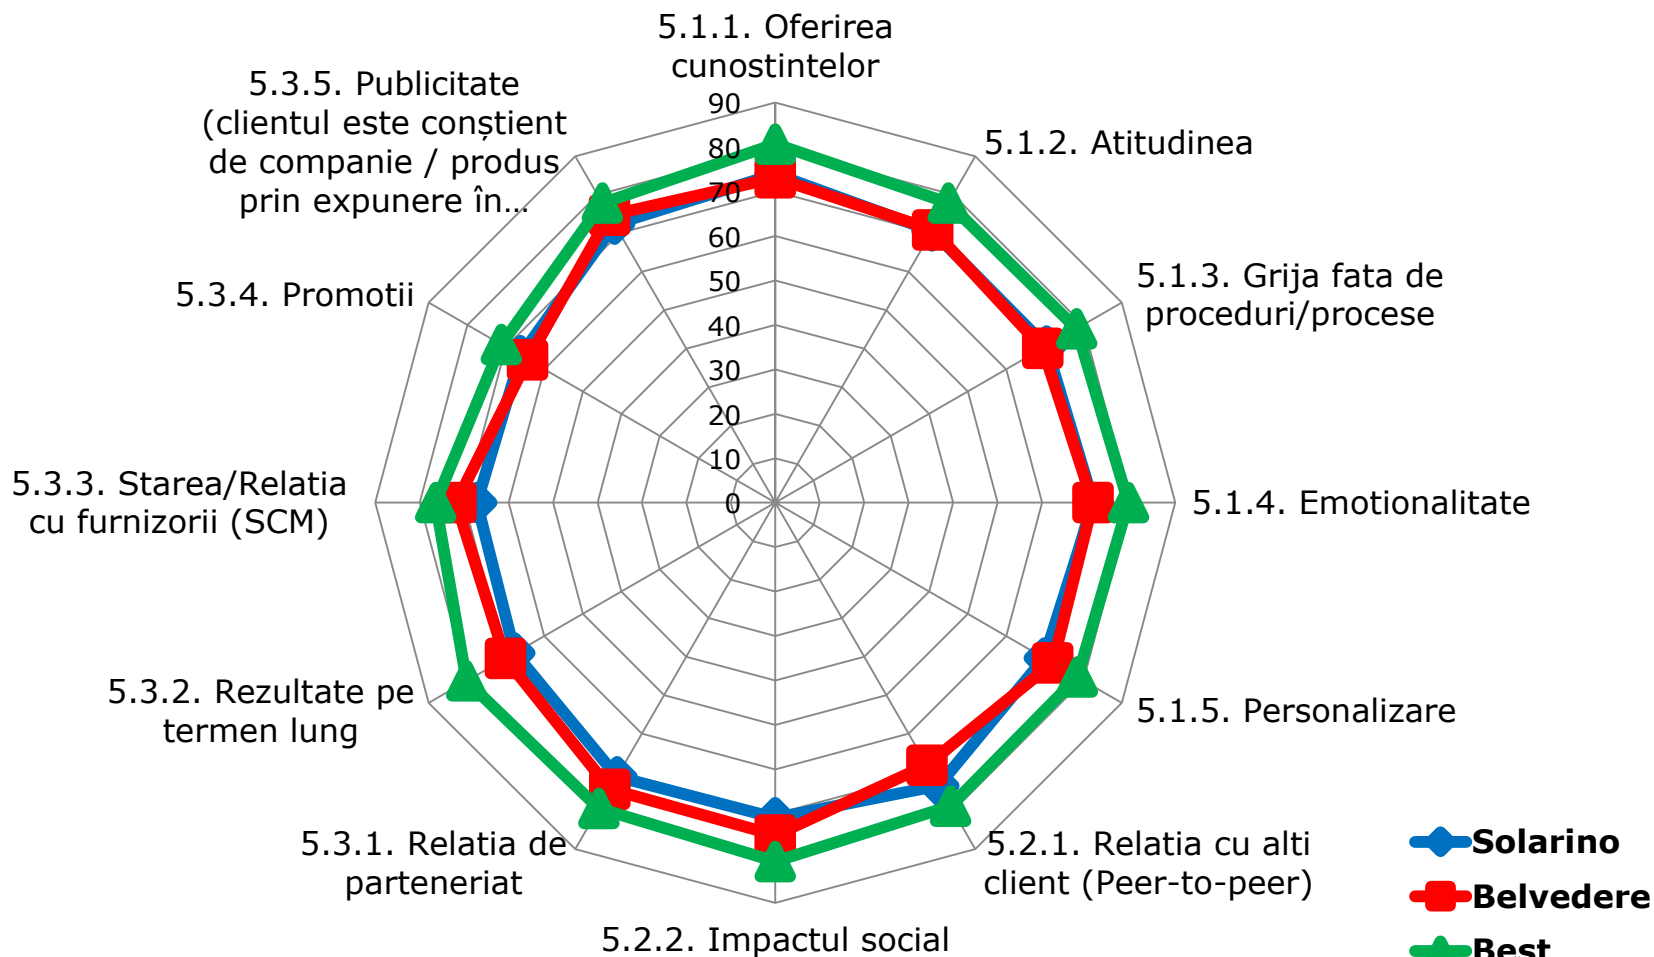 5.1.1. Oferirea
cunostintelor
5.1.2. Atitudinea
5.1.3. Grija fata de
proceduri/procese
5.1.4. Emotionalitate
5.1.5. Personalizare
5.2.1. Relatia cu alti
client (Peer-to-peer)
5.2.2. Impactul social
5.3.1. Relatia de
parteneriat
5.3.2. Rezultate pe
termen lung
5.3.3. Starea/Relatia
cu furnizorii (SCM)
5.3.4. Promotii
5.3.5. Publicitate
(clientul este conștient
de companie / produs
prin expunere în...
90
80
70
60
50
40
30
20
10
0
Solarino
Belvedere
Best